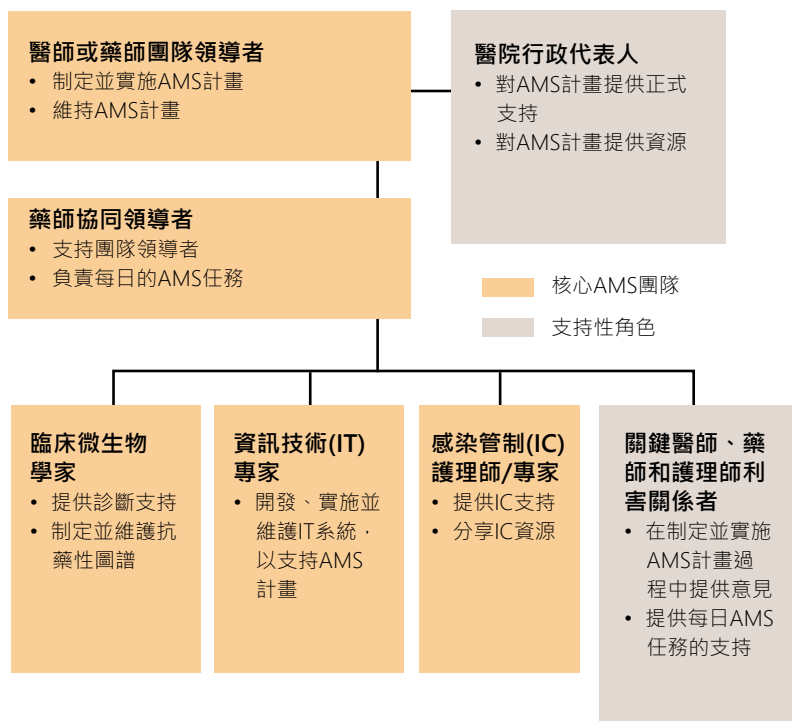 醫師或藥師團隊領導者
• 制定並實施AMS計畫
• 維持AMS計畫
醫院行政代表人
• 對AMS計畫提供正式
支持
• 對AMS計畫提供資源
藥師協同領導者
• 支持團隊領導者
• 負責每日的AMS任務
核心AMS團隊
支持性角色
臨床微生物
學家
• 提供診斷支持
• 制定並維護抗
藥性圖譜
資訊技術(IT)
專家
• 開發、實施並
維護IT系統，
以支持AMS
計畫
感染管制(IC)
護理師/專家
• 提供IC支持
• 分享IC資源
關鍵醫師、藥
師和護理師利
害關係者
• 在制定並實施
AMS計畫過
程中提供意見
• 提供每日AMS
任務的支持